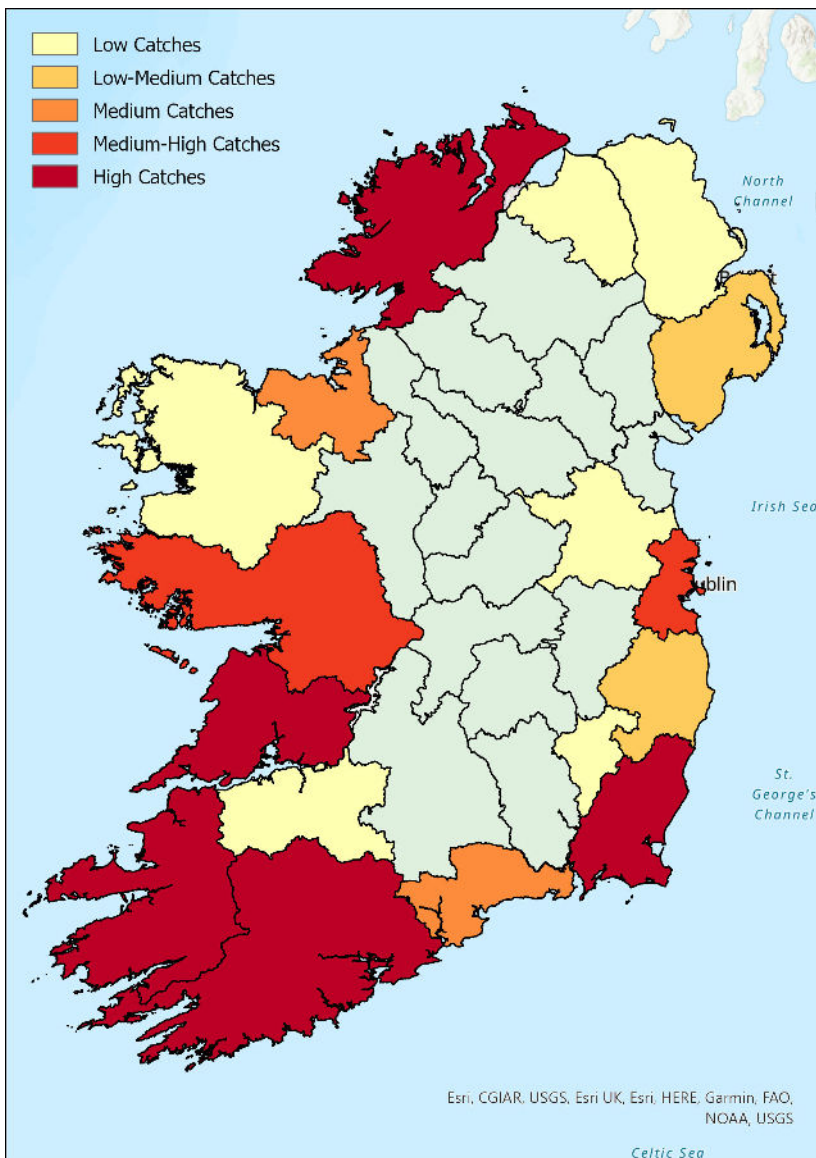 Low Catches
Low-Medium Catches
Medium Catches
Medium-High Catches
High Catches
North
Channel
Irish Sea
ublin
St.
George's
Channel
Esri, CGIAR, USGS, Esri UK, Esri, HERE, Garmin, FAO,
NOAA, USGS
Celtic Sea